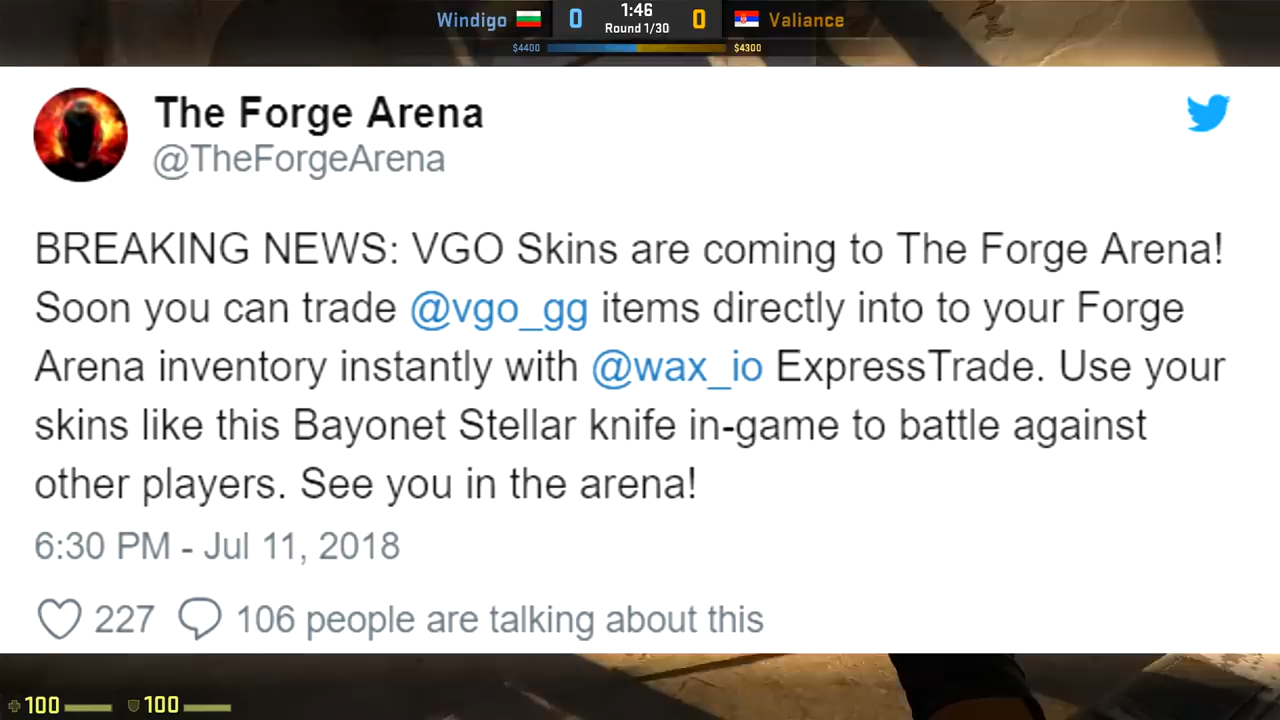 Windigo 0 1:46 0 Valiance
Round 1/30
$4400 $4300
The Forge Arena
@TheForgeArena
BREAKING NEWS: VGO Skins are coming to The Forge Arena!
Soon you can trade @vgo_gg items directly into to your Forge
Arena inventory instantly with @wax_io ExpressTrade. Use your
skins like this Bayonet Stellar knife in-game to battle against
other players. See you in the arena!
6:30 PM - Jul 11, 2018
227 106 people are talking about this
100 100